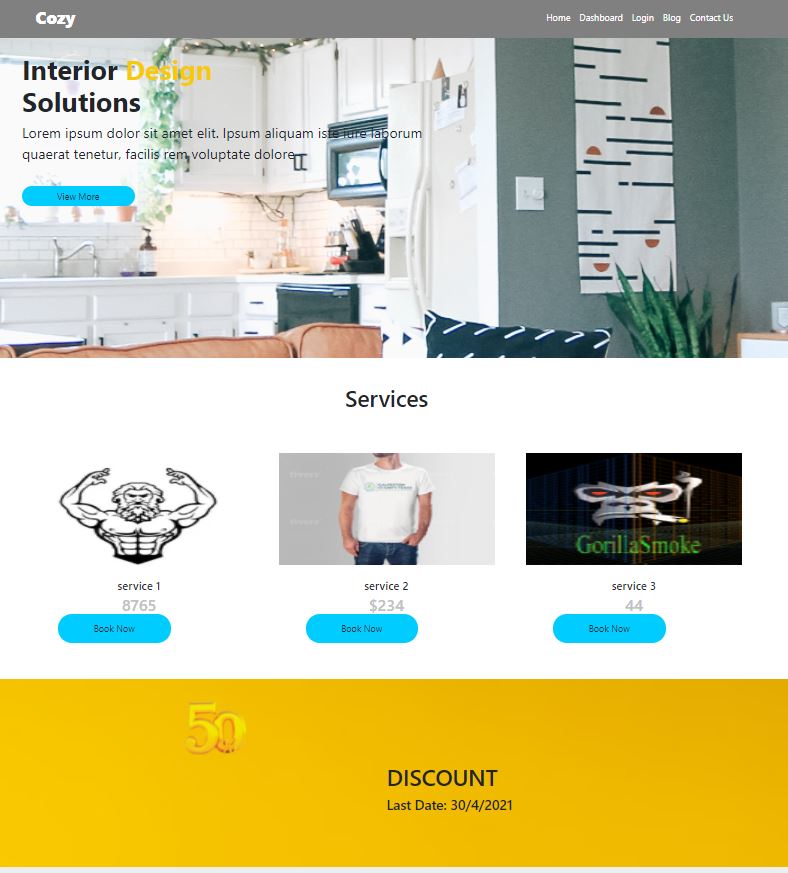 Cozy
Home Dashboard Login Blog Contact Us
Interior Design
Solutions
Lorem ipsum dolor sit amet elit. Ipsum aliquam iste iure laborum
quaerat tenetur, facilis rem voluptate dolore.
View More
Services
GorillaSmoke
service 1
service 2
service 3
8765
$234
44
Book Now
Book Now
Book Now
50
DISCOUNT
Last Date: 30/4/2021